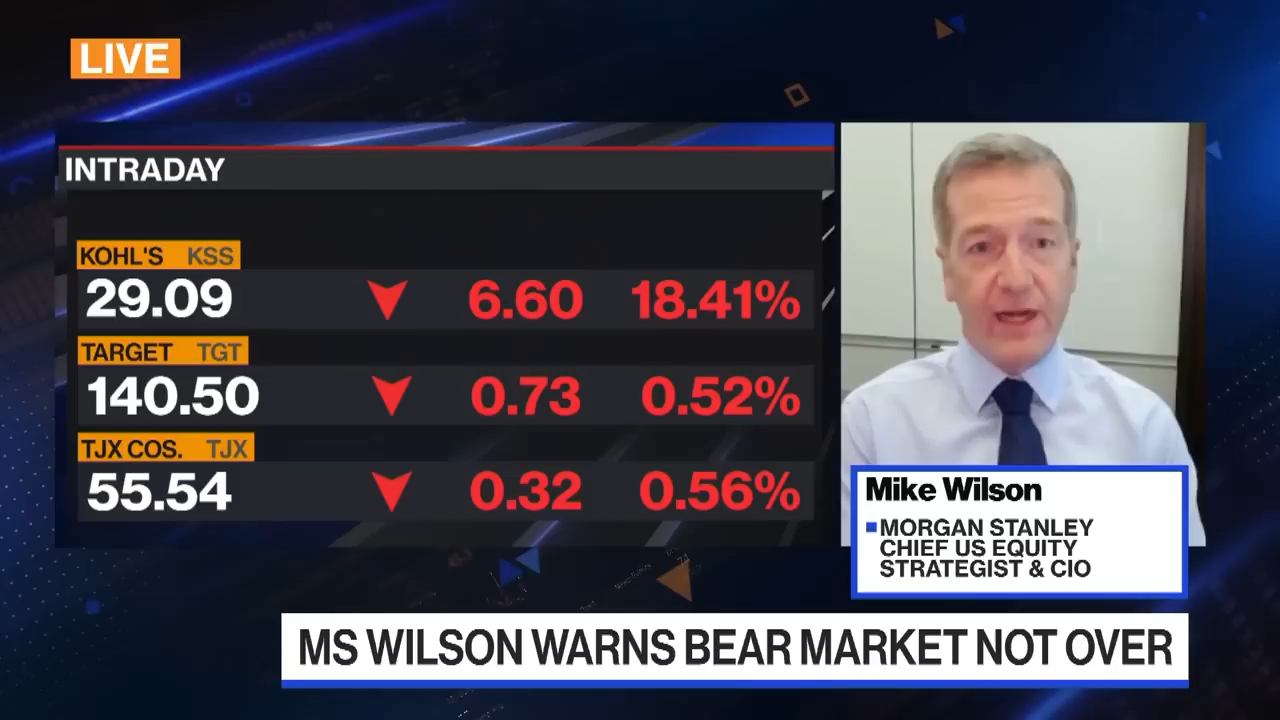 LIVE
INTRADAY
KOHL'S KSS
29.09 6.60 18.41%
TARGET TGT
140.50 0.73 0.52%
TJX COS. TJX
55.54 0.32 0.56%
Mike Wilson
MORGAN STANLEY
CHIEF US EQUITY
STRATEGIST & CIO
MS WILSON WARNS BEAR MARKET NOT OVER